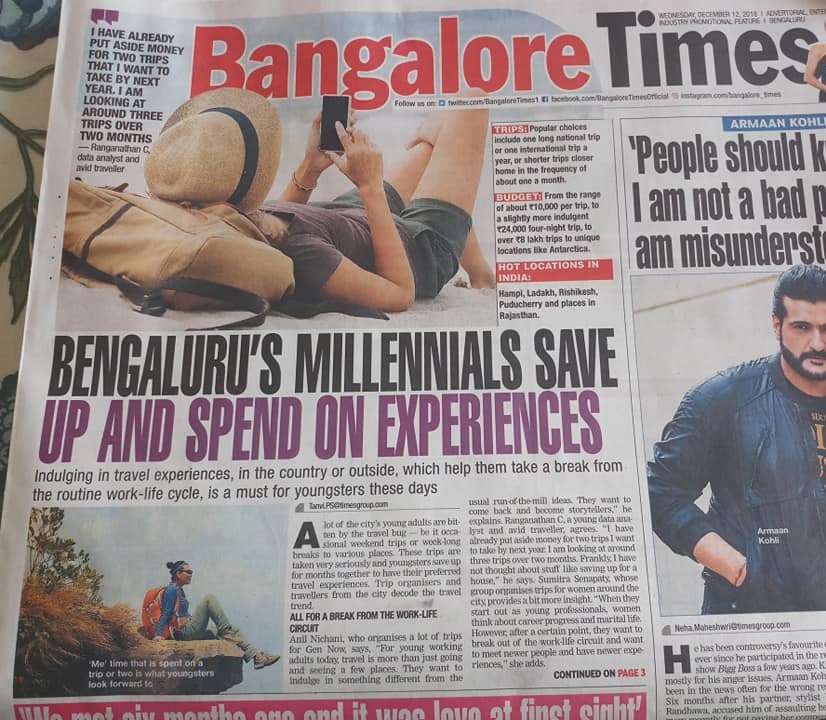 I HAVE ALREADY
PUT ASIDE MONEY
FOR TWO TRIPS
THAT I WANT TO
TAKE BY NEXT
YEAR. I AM
LOOKING AT
AROUND THREE
TRIPS OVER
TWO MONTHS
— Ranganathan C,
data analyst and
avid traveller
Bangalore Times
WEDNESDAY, DECEMBER 12, 2018 | ADVERTORIAL,
INDUSTRY PROMOTIONAL FEATURE | BENGALURU
Follow us on: twitter.com/BangaloreTimes1 facebook.com/BangaloreTimesOfficial instagram.com/bangalore_times
TRIPS: Popular choices
include one long national trip
or one international trip a
year, or shorter trips closer
home in the frequency of
about one a month.
BUDGET: From the range
of about ₹10,000 per trip, to
a slightly more indulgent
₹24,000 four-night trip, to
over ₹8 lakh trips to unique
locations like Antarctica.
HOT LOCATIONS IN
INDIA:
Hampi, Ladakh, Rishikesh,
Puducherry and places in
Rajasthan.
BENGALURU'S MILLENNIALS SAVE
UP AND SPEND ON EXPERIENCES
Indulging in travel experiences, in the country or outside, which help them take a break from
the routine work-life cycle, is a must for youngsters these days
'Me' time that is spent on a
trip or two is what youngsters
look forward to
Tanvi.PS@timesgroup.com
A lot of the city's young adults are bit-
ten by the travel bug — be it occa-
sional weekend trips or week-long
breaks to various places. These trips are
taken very seriously and youngsters save up
for months together to have their preferred
travel experiences. Trip organisers and
travellers from the city decode the travel
trend.
ALL FOR A BREAK FROM THE WORK-LIFE
CIRCUIT
Anil Nichani, who organises a lot of trips
for Gen Now, says, "For young working
adults today, travel is more than just going
and seeing a few places. They want to
indulge in something different from the
usual run-of-the-mill ideas. They want to
come back and become storytellers," he
explains. Ranganathan C, a young data anal-
yst and avid traveller, agrees. "I have
already put aside money for two trips I want
to take by next year. I am looking at around
three trips over two months. Frankly, I have
not thought about stuff like saving up for a
house," he says. Sumitra Senapaty, whose
group organises trips for women around the
city, provides a bit more insight. "When they
start out as young professionals, women
think about career progress and marital life.
However, after a certain point, they want to
break out of the work-life circuit and want
to meet newer people and have newer expe-
riences," she adds.
CONTINUED ON PAGE 3
ARMAAN KOHLI
'People should
I am not a bad
am
Armaan
Kohli
Neha.Maheshwri@timesgroup.com
He has been controversy's favourite
ever since he participated in the
show Bigg Boss a few years ago.
mostly for his anger issues, Armaan
been in the news often for the wrong
Six months after his partner, stylist
Randhawa, accused him of assaulting
'We met six months ago and it was love at first sight'